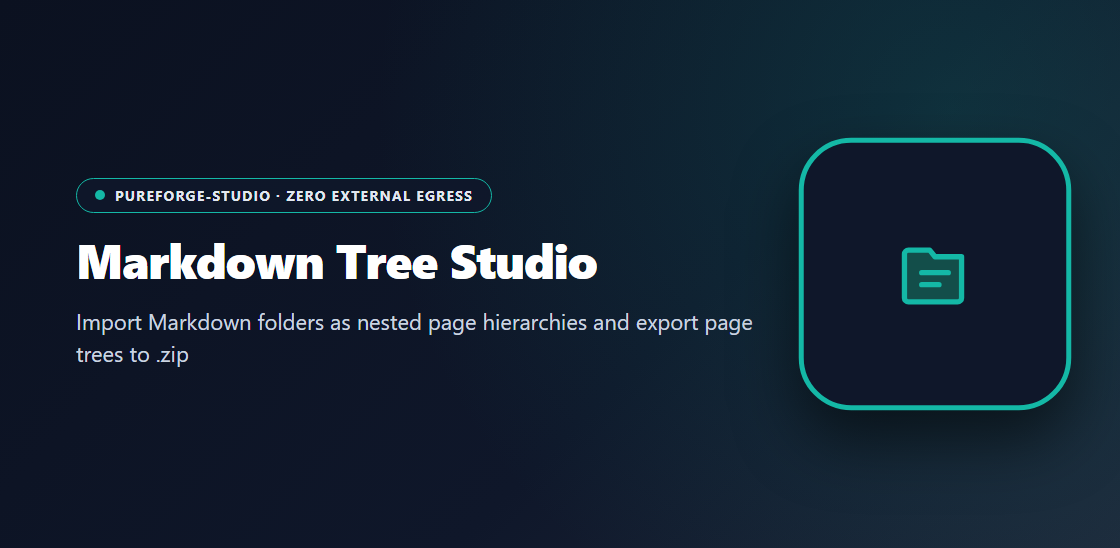 PUREFORGE-STUDIO · ZERO EXTERNAL EGRESS
Markdown Tree Studio
Import Markdown folders as nested page hierarchies and export page
trees to .zip